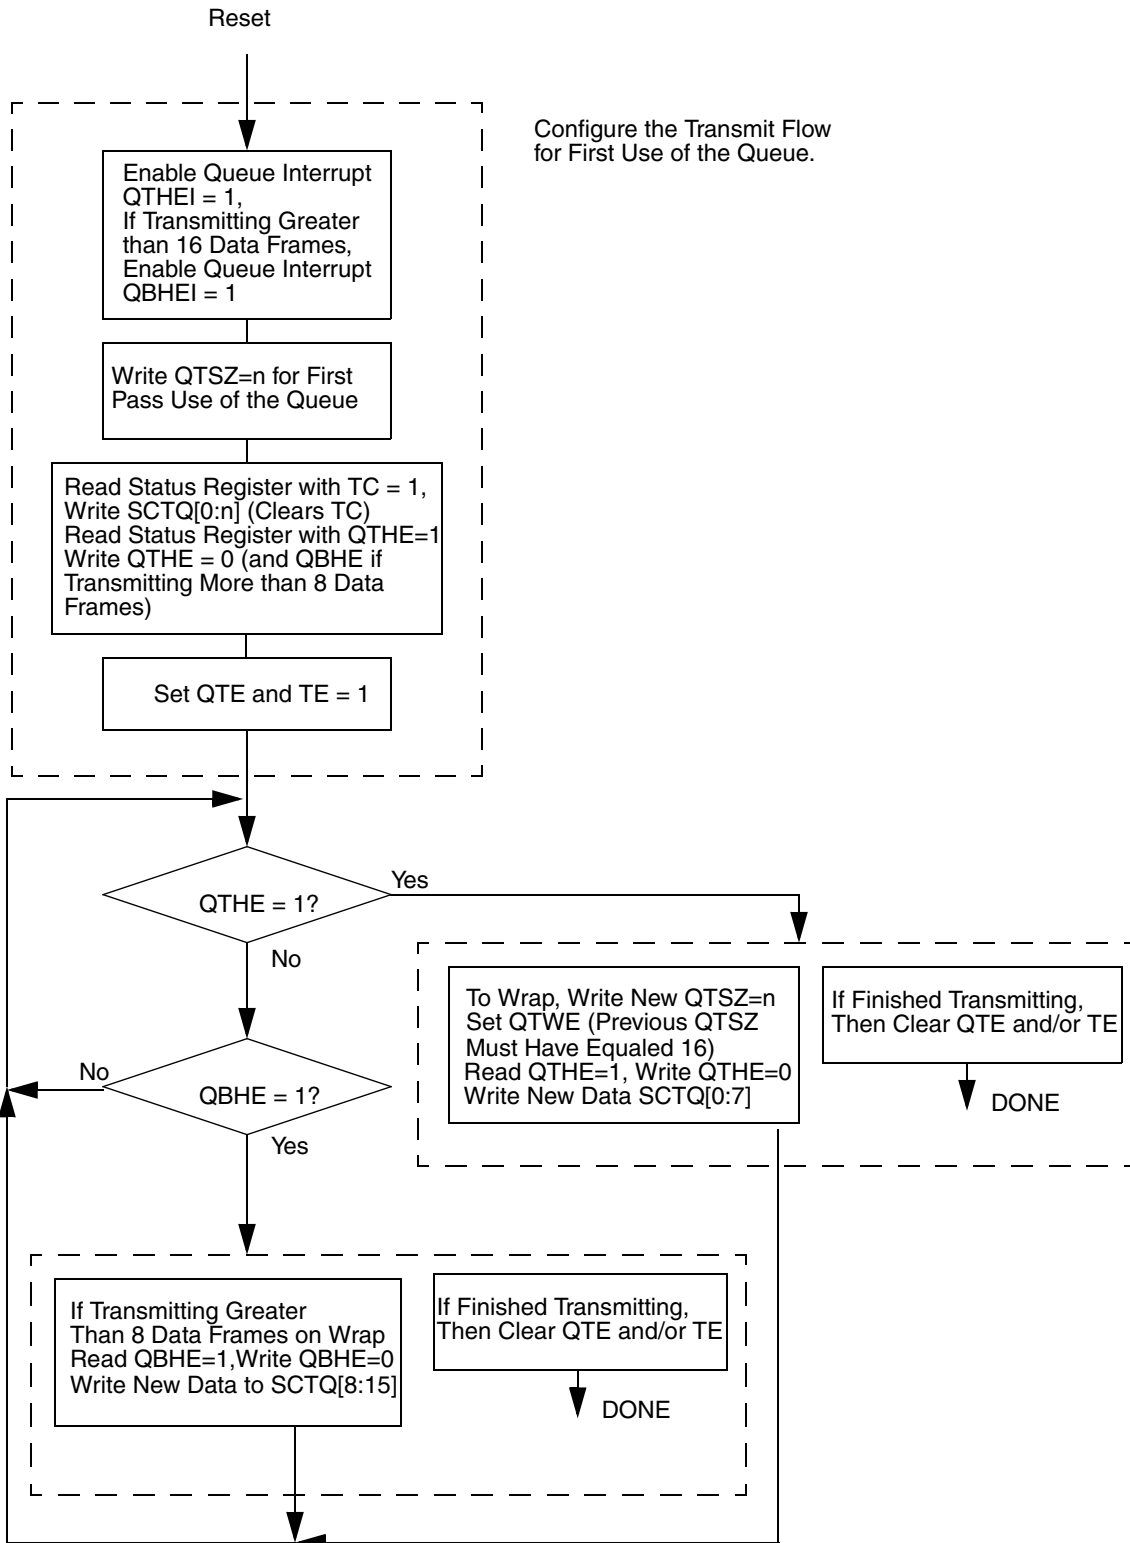 Reset
Configure the Transmit Flow
for First Use of the Queue.
Enable Queue Interrupt
QTHEI = 1,
If Transmitting Greater
than 16 Data Frames,
Enable Queue Interrupt
QBHEI = 1
Write QTSZ=n for First
Pass Use of the Queue
Read Status Register with TC = 1,
Write SCTQ[0:n] (Clears TC)
Read Status Register with QTHE=1
Write QTHE = 0 (and QBHE if
Transmitting More than 8 Data
Frames)
Set QTE and TE = 1
QTHE = 1?
Yes
No
To Wrap, Write New QTSZ=n
Set QTWE (Previous QTSZ
Must Have Equaled 16)
Read QTHE=1, Write QTHE=0
Write New Data SCTQ[0:7]
If Finished Transmitting,
Then Clear QTE and/or TE
DONE
No
QBHE = 1?
Yes
If Transmitting Greater
Than 8 Data Frames on Wrap
Read QBHE=1,Write QBHE=0
Write New Data to SCTQ[8:15]
If Finished Transmitting,
Then Clear QTE and/or TE
DONE